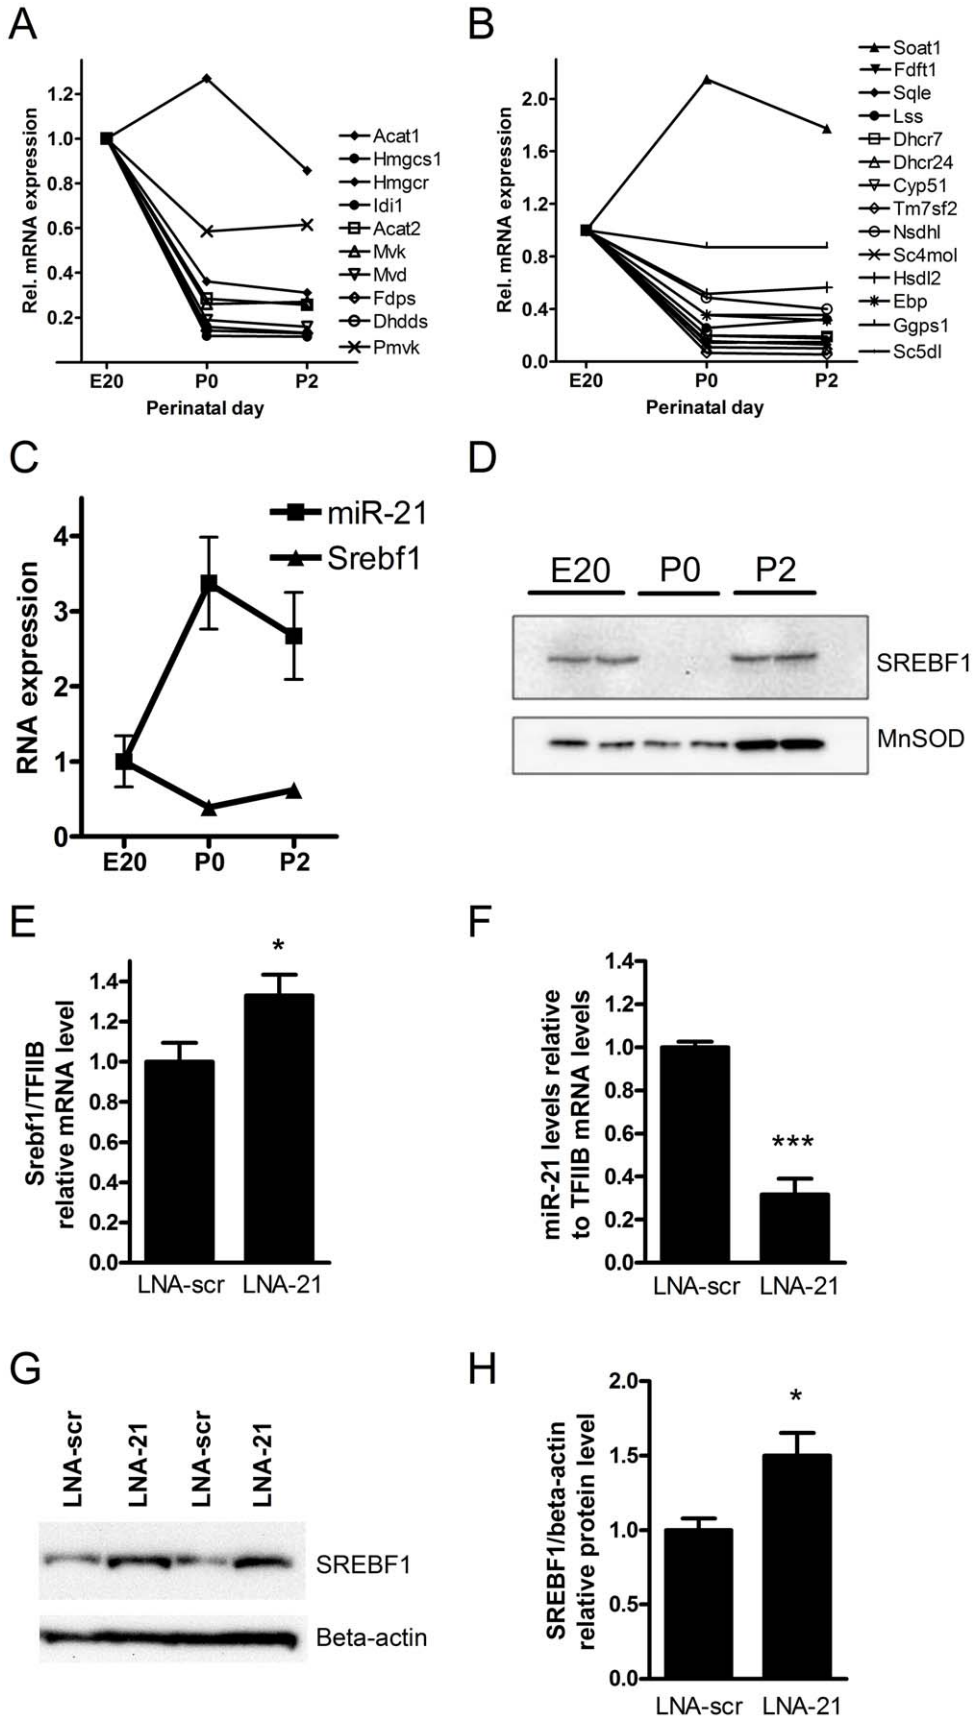 A
Rel. mRNA expression
1.2
1.0
0.8
0.6
0.4
0.2
E20 P0 P2
Perinatal day
Acat1
Hmgcs1
Hmgcr
Idi1
Acat2
Mvk
Mvd
Fdps
Dhdds
Pmvk
B
Rel. mRNA expression
2.0
1.6
1.2
0.8
0.4
0.0
E20 P0 P2
Perinatal day
Soat1
Fdft1
Sqle
Lss
Dhcr7
Dhcr24
Cyp51
Tm7sf2
Nsdhl
Sc4mol
Hsdl2
Ebp
Ggps1
Sc5dl
C
RNA expression
4
3
2
1
0
E20 P0 P2
miR-21
Srebf1
D
E20 P0 P2
SREBF1
MnSOD
E
Srebf1/TFIIB
relative mRNA level
1.4
1.2
1.0
0.8
0.6
0.4
0.2
0.0
*
LNA-scr LNA-21
F
miR-21 levels relative
to TFIIB mRNA levels
1.4
1.2
1.0
0.8
0.6
0.4
0.2
0.0
***
LNA-scr LNA-21
G
LNA-scr
LNA-21
LNA-scr
LNA-21
SREBF1
Beta-actin
H
SREBF1/beta-actin
relative protein level
2.0
1.5
1.0
0.5
0.0
*
LNA-scr LNA-21